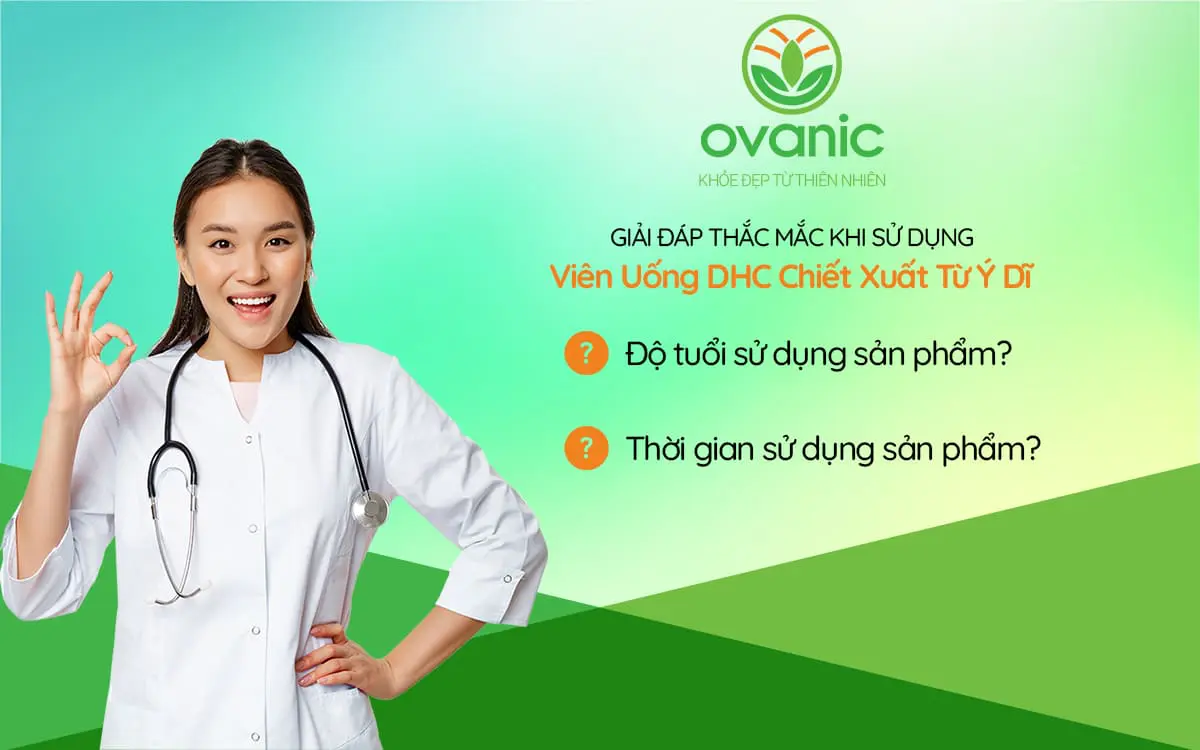 ovanic
KHỎE ĐẸP TỪ THIÊN NHIÊN
GIẢI ĐÁP THẮC MẮC KHI SỬ DỤNG
Viên Uống DHC Chiết Xuất Từ Ý Dĩ
? Độ tuổi sử dụng sản phẩm?
? Thời gian sử dụng sản phẩm?